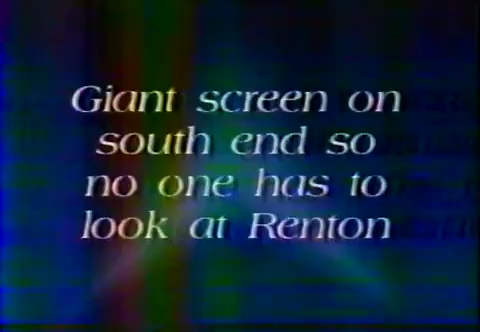 Giant screen on
south end so
no one has to
look at Renton